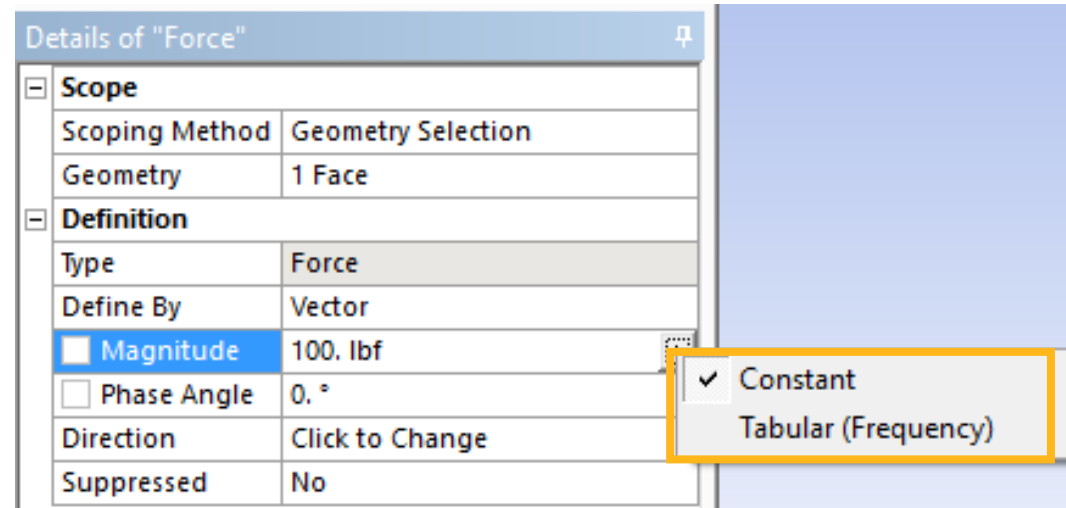 Details of "Force"
Scope
Scoping Method Geometry Selection
Geometry 1 Face
Definition
Type Force
Define By Vector
Magnitude 100. lbf
Phase Angle 0. °
Direction Click to Change
Suppressed No
Constant
Tabular (Frequency)